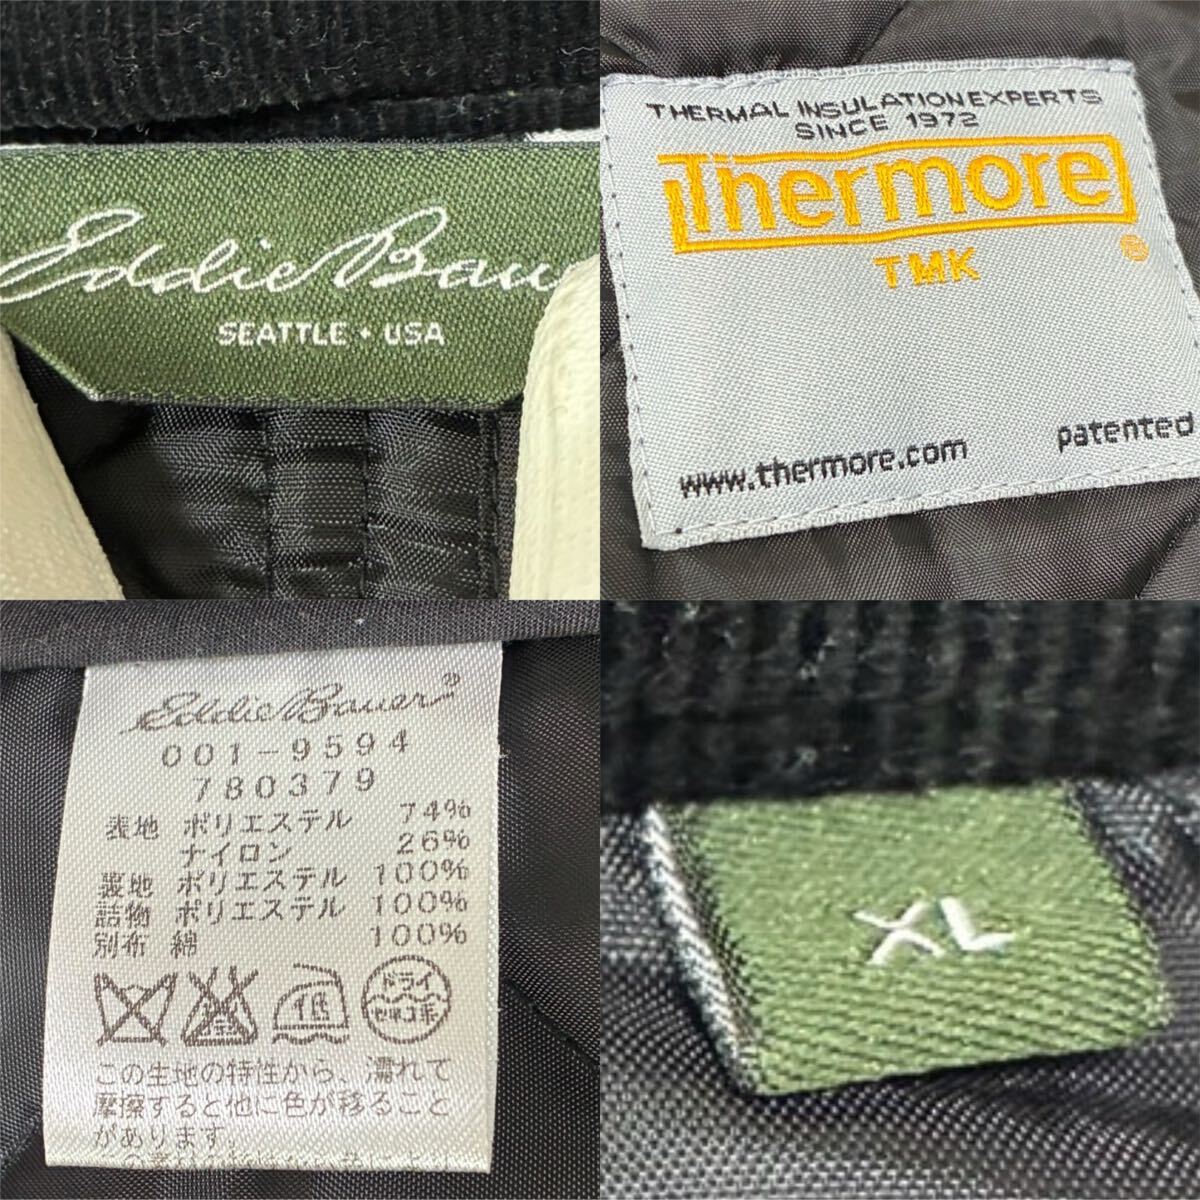 Eddie Bauer
SEATTLE • USA
THERMAL INSULATION EXPERTS
SINCE 1972
Thermore®
TMK
www.thermore.com patented
Eddie Bauer®
001-9594
780379
表地 ポリエステル 74%
ナイロン 26%
裏地 ポリエステル 100%
詰物 ポリエステル 100%
別布 綿 100%
低 ドライ
セキユ系
この生地の特性から、濡れて
摩擦すると他に色が移ること
があります。
XL